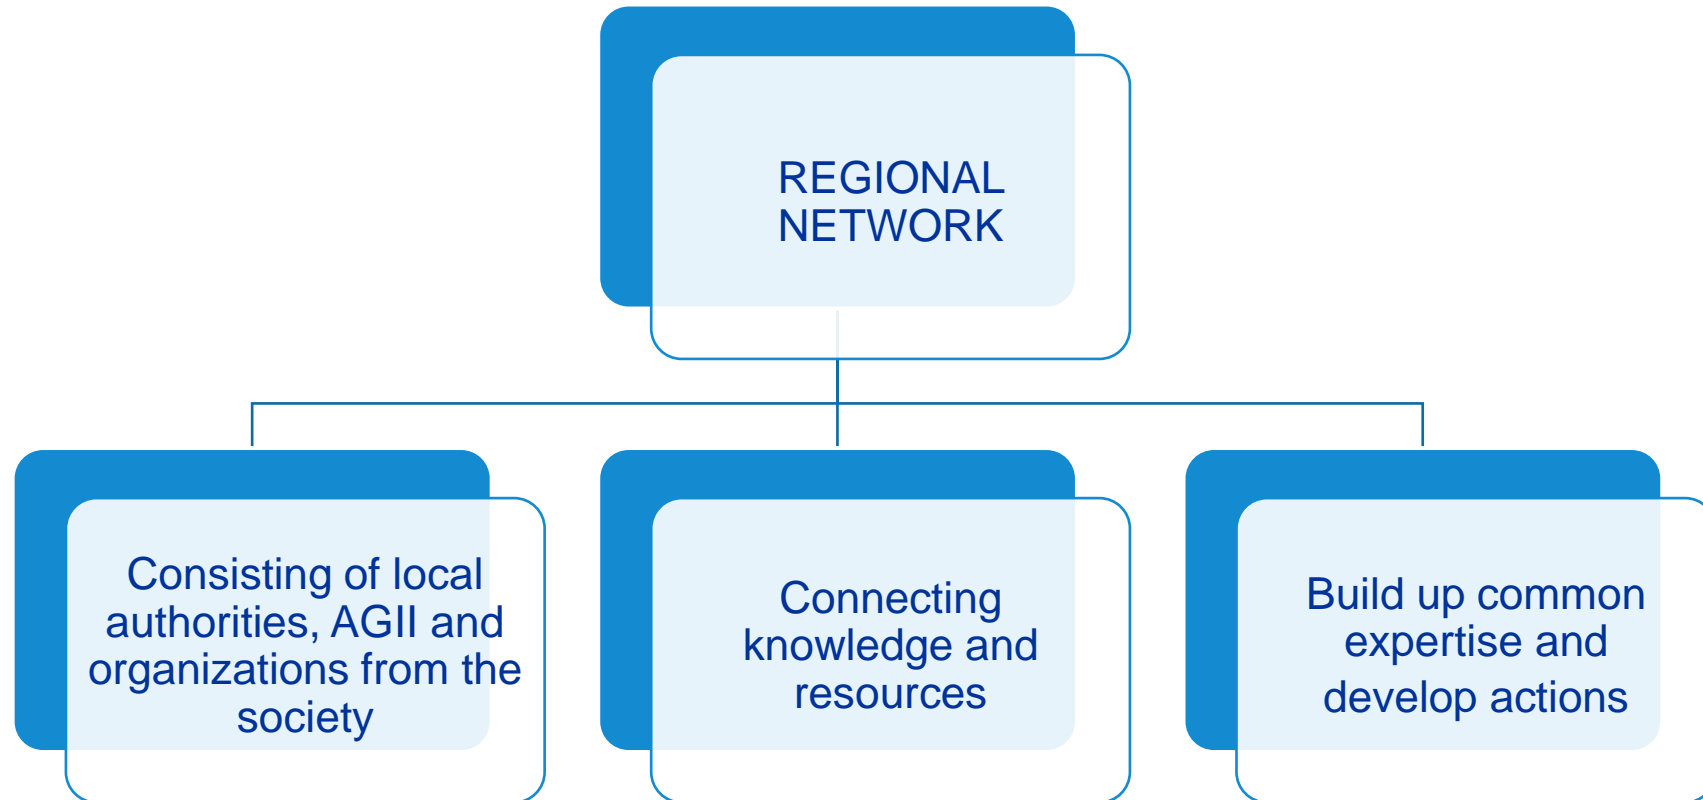 REGIONAL
NETWORK
Consisting of local
authorities, AGII and
organizations from the
society
Connecting
knowledge and
resources
Build up common
expertise and
develop actions